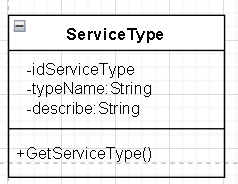 ServiceType
-idServiceType
-typeName:String
-describe:String
+GetServiceType()